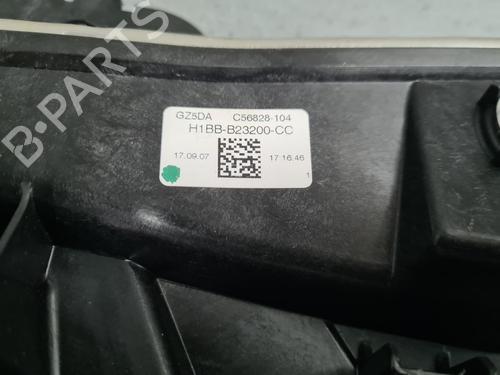 B-PARTS
GZ5DA C56828-104
H1BB-B23200-CC
17.09.07 17:16:46
1